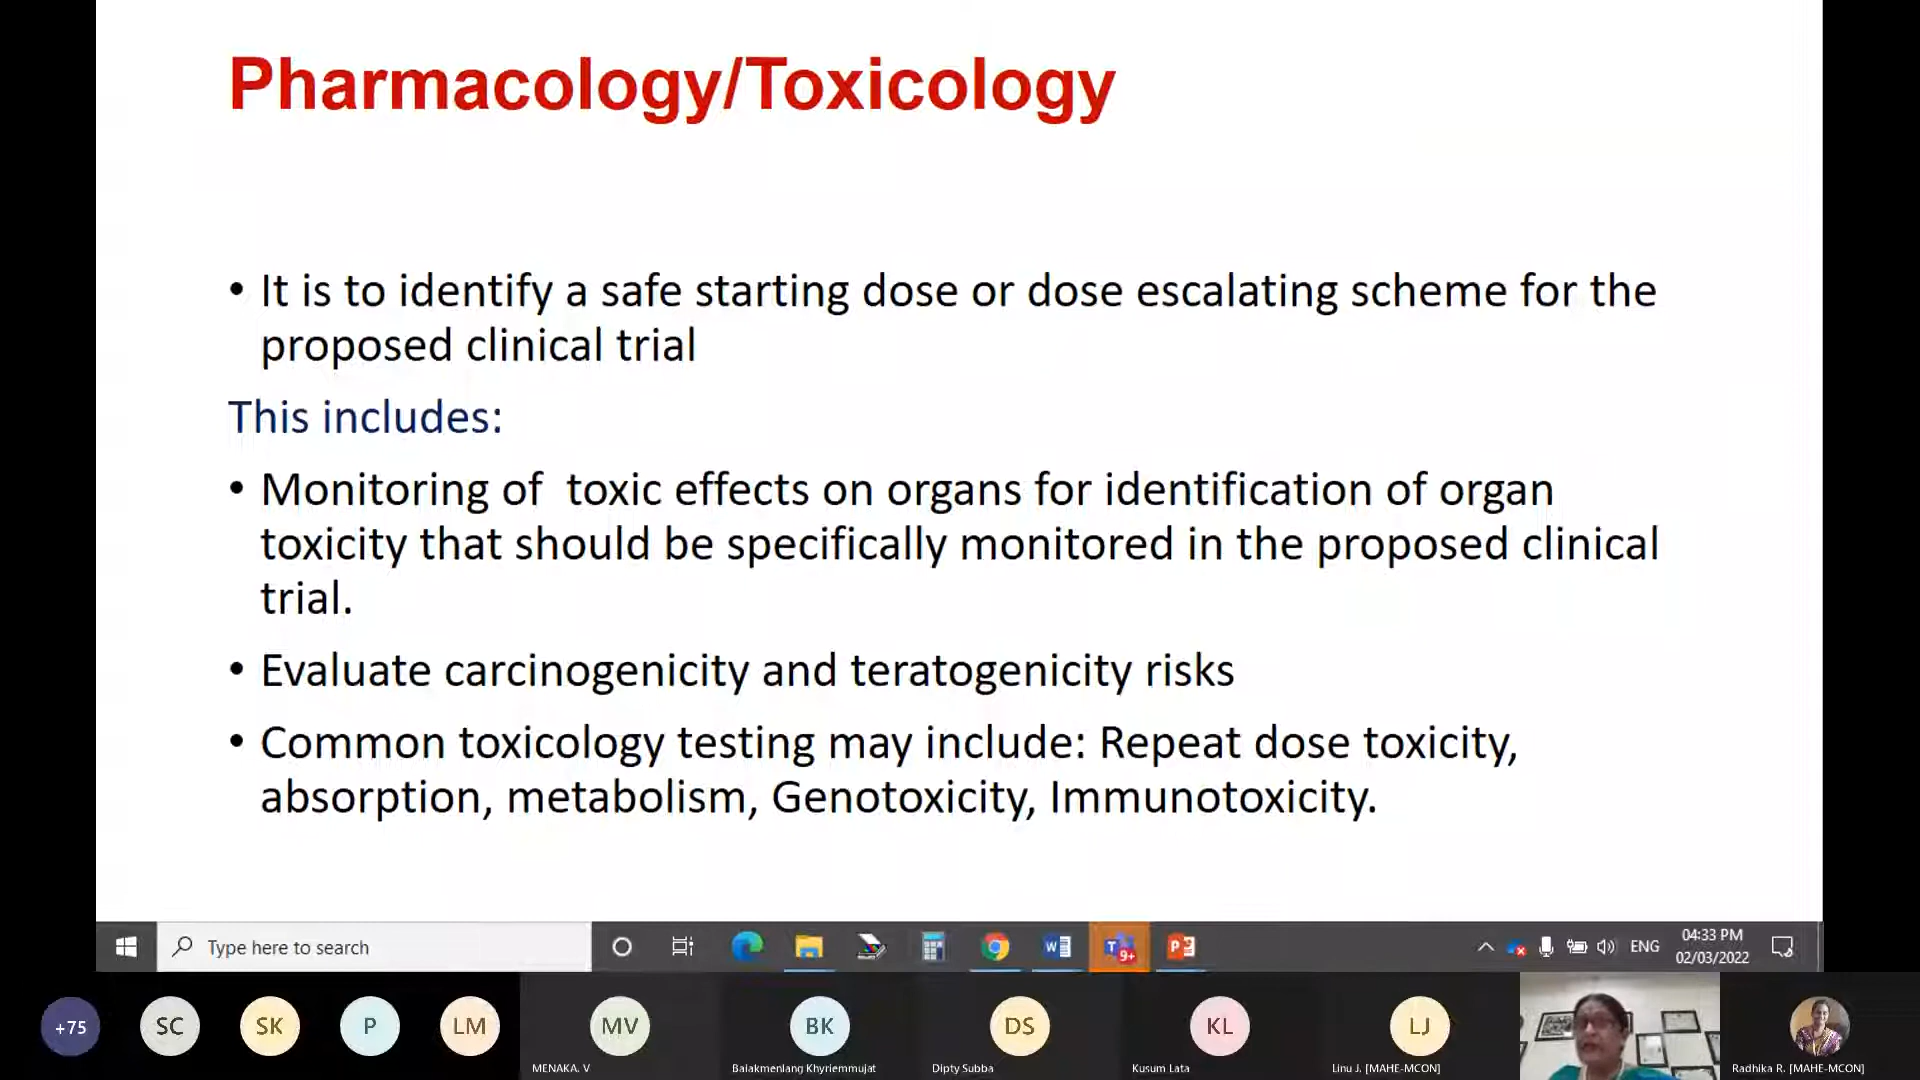 Pharmacology/Toxicology
• It is to identify a safe starting dose or dose escalating scheme for the
proposed clinical trial
This includes:
• Monitoring of  toxic effects on organs for identification of organ
toxicity that should be specifically monitored in the proposed clinical
trial.
• Evaluate carcinogenicity and teratogenicity risks
• Common toxicology testing may include: Repeat dose toxicity,
absorption, metabolism, Genotoxicity, Immunotoxicity.
Type here to search
W
T
9+
P
ENG
04:33 PM
02/03/2022
+75
SC
SK
P
LM
MV
BK
DS
KL
LJ
MENAKA. V
Baiakmenlang Khyriemmujat
Dipty Subba
Kusum Lata
Linu J. [MAHE-MCON]
Radhika R. [MAHE-MCON]